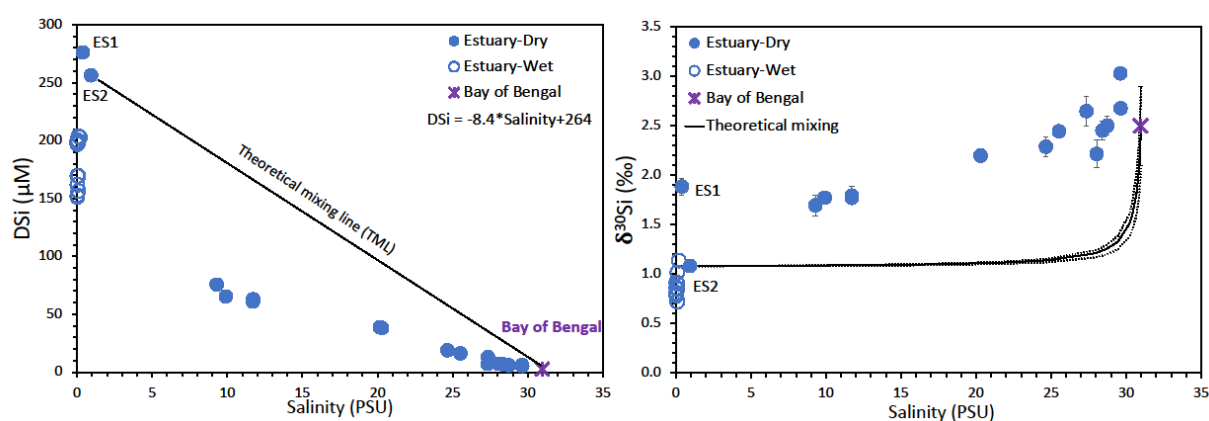 300
250
200
150
100
50
0
DSi (µM)
ES1
ES2
Estuary-Dry
Estuary-Wet
Bay of Bengal
DSi = -8.4*Salinity+264
Theoretical mixing line (TML)
Bay of Bengal
0 5 10 15 20 25 30 35
Salinity (PSU)
3.5
3.0
2.5
2.0
1.5
1.0
0.5
0.0
δ³⁰Si (‰)
Estuary-Dry
Estuary-Wet
Bay of Bengal
Theoretical mixing
ES1
ES2
0 5 10 15 20 25 30 35
Salinity (PSU)